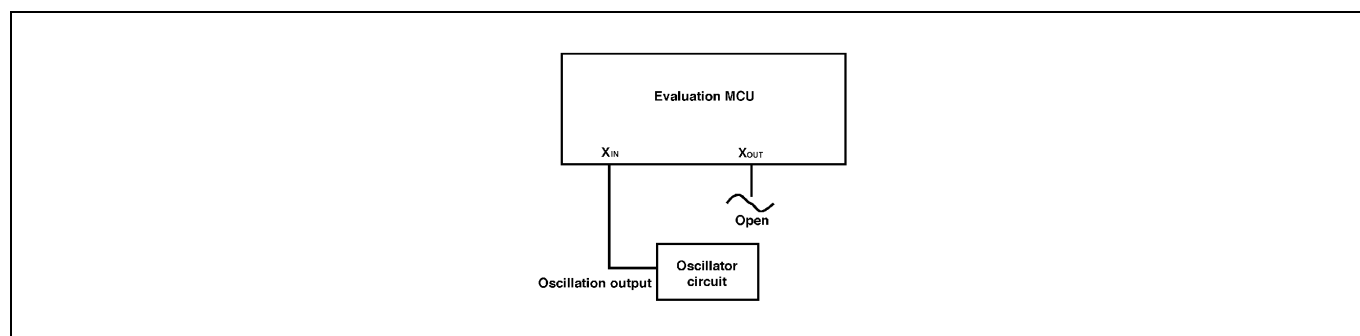 Evaluation MCU
XIN
XOUT
Open
Oscillation output
Oscillator
circuit